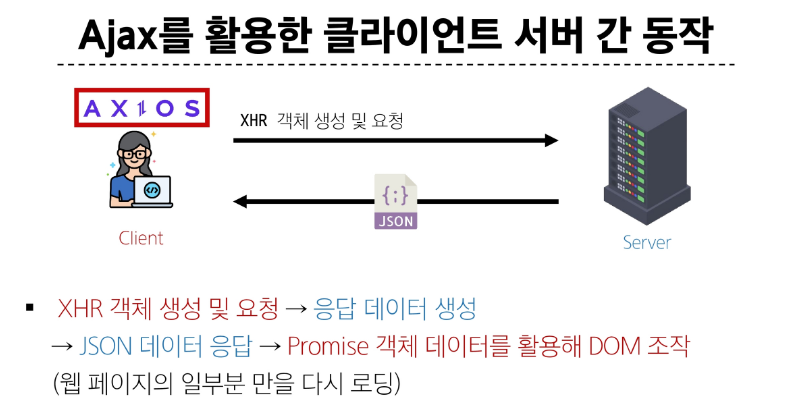 Ajax를 활용한 클라이언트 서버 간 동작
AXIOS
XHR 객체 생성 및 요청
{;}
JSON
Client
Server
▪ XHR 객체 생성 및 요청 → 응답 데이터 생성
→ JSON 데이터 응답 → Promise 객체 데이터를 활용해 DOM 조작
(웹 페이지의 일부분 만을 다시 로딩)